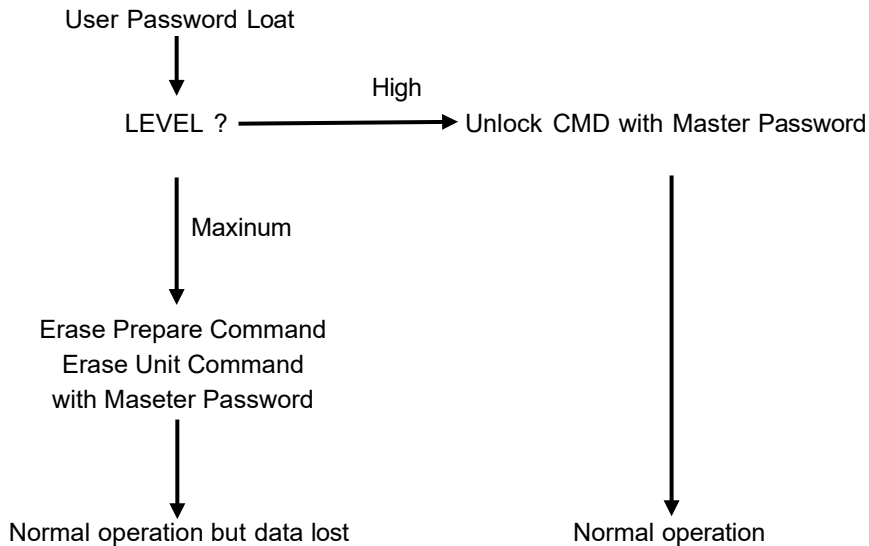 User Password Loat
High
LEVEL ?
Unlock CMD with Master Password
Maxinum
Erase Prepare Command
Erase Unit Command
with Maseter Password
Normal operation but data lost
Normal operation